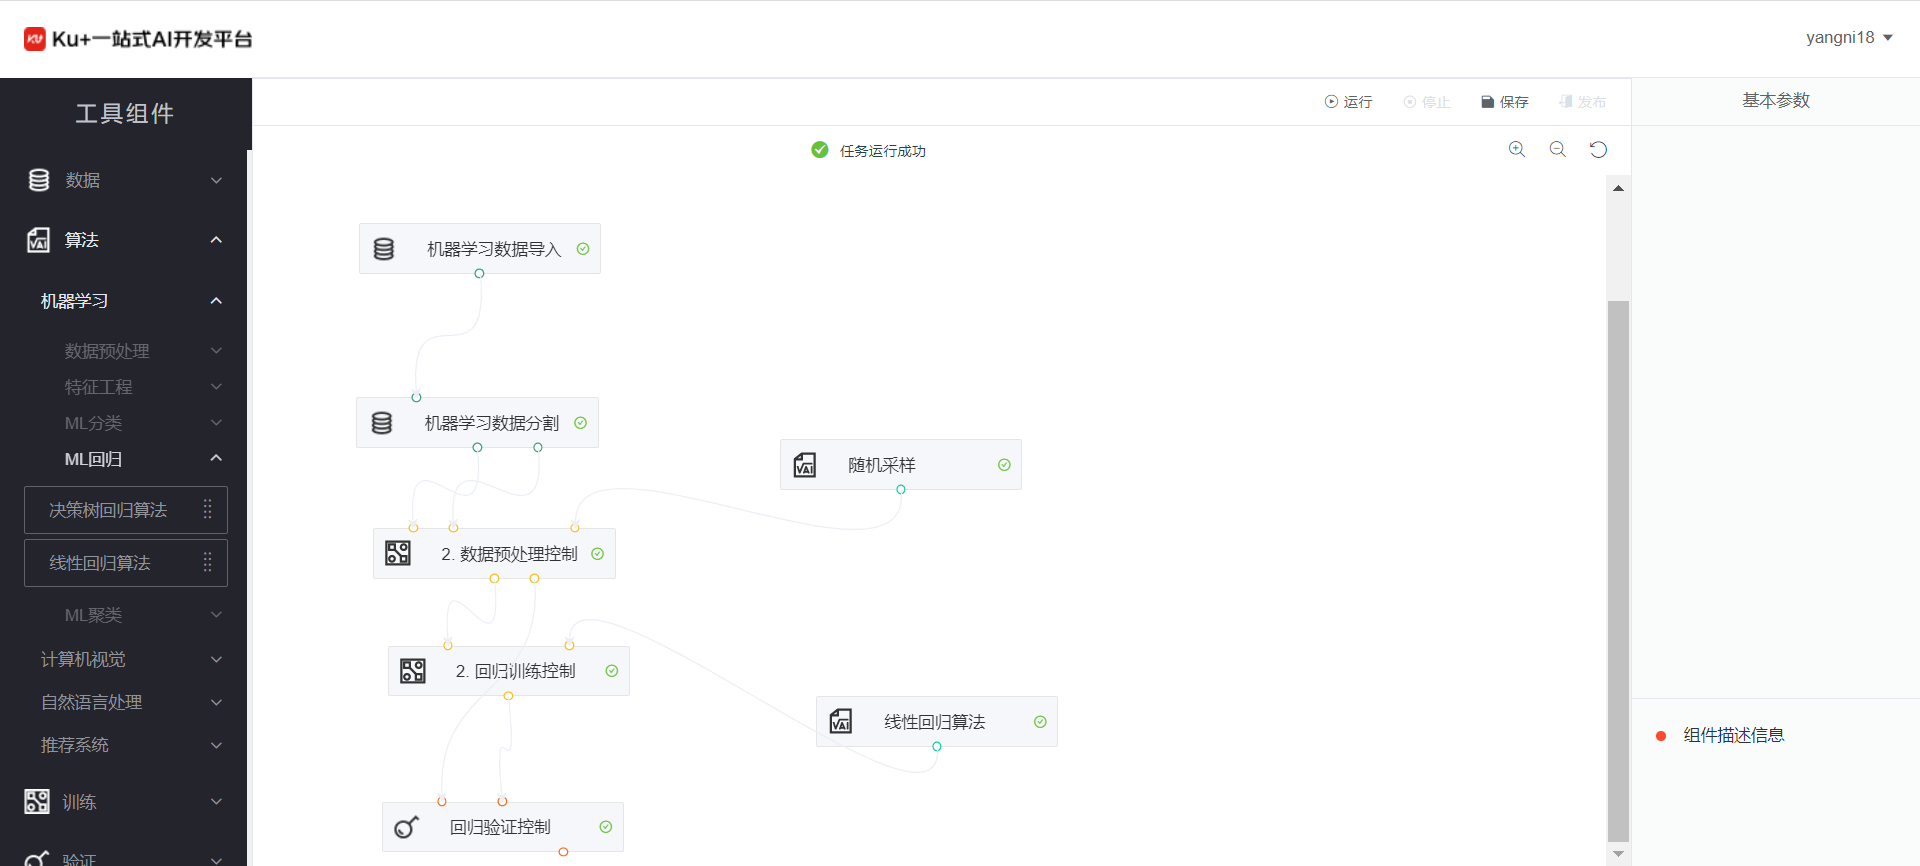 Ku+一站式AI开发平台
yangni18
工具组件
运行
停止
保存
发布
基本参数
任务运行成功
数据
算法
机器学习
数据预处理
特征工程
ML分类
ML回归
决策树回归算法
线性回归算法
ML聚类
计算机视觉
自然语言处理
推荐系统
训练
验证
机器学习数据导入
机器学习数据分割
随机采样
2. 数据预处理控制
2. 回归训练控制
线性回归算法
回归验证控制
组件描述信息